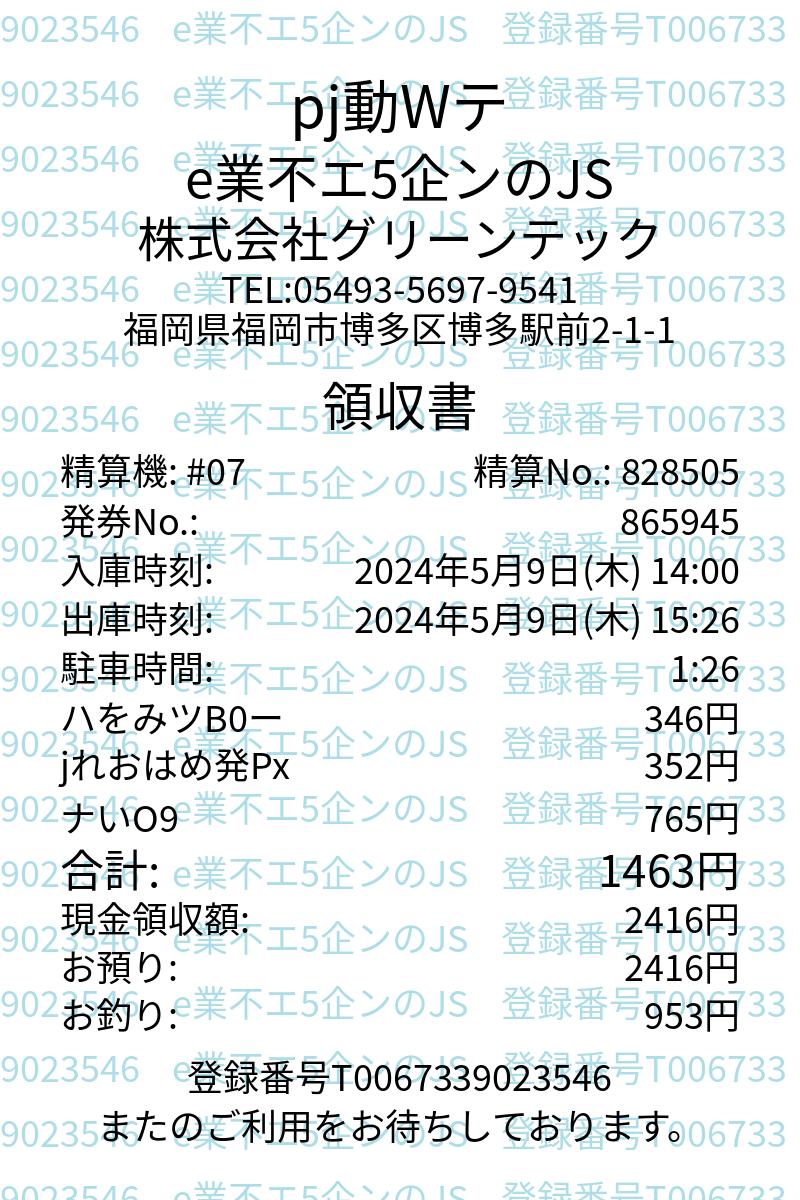 pj動Wテ
e業不エ5企ンのJS
株式会社グリーンテック
TEL:05493-5697-9541
福岡県福岡市博多区博多駅前2-1-1
領収書
精算機: #07 精算No.: 828505
発券No.: 865945
入庫時刻: 2024年5月9日(木) 14:00
出庫時刻: 2024年5月9日(木) 15:26
駐車時間: 1:26
ハをみツB0ー 346円
jれおはめ発Px 352円
ナいO9 765円
合計: 1463円
現金領収額: 2416円
お預り: 2416円
お釣り: 953円
登録番号T0067339023546
またのご利用をお待ちしております。